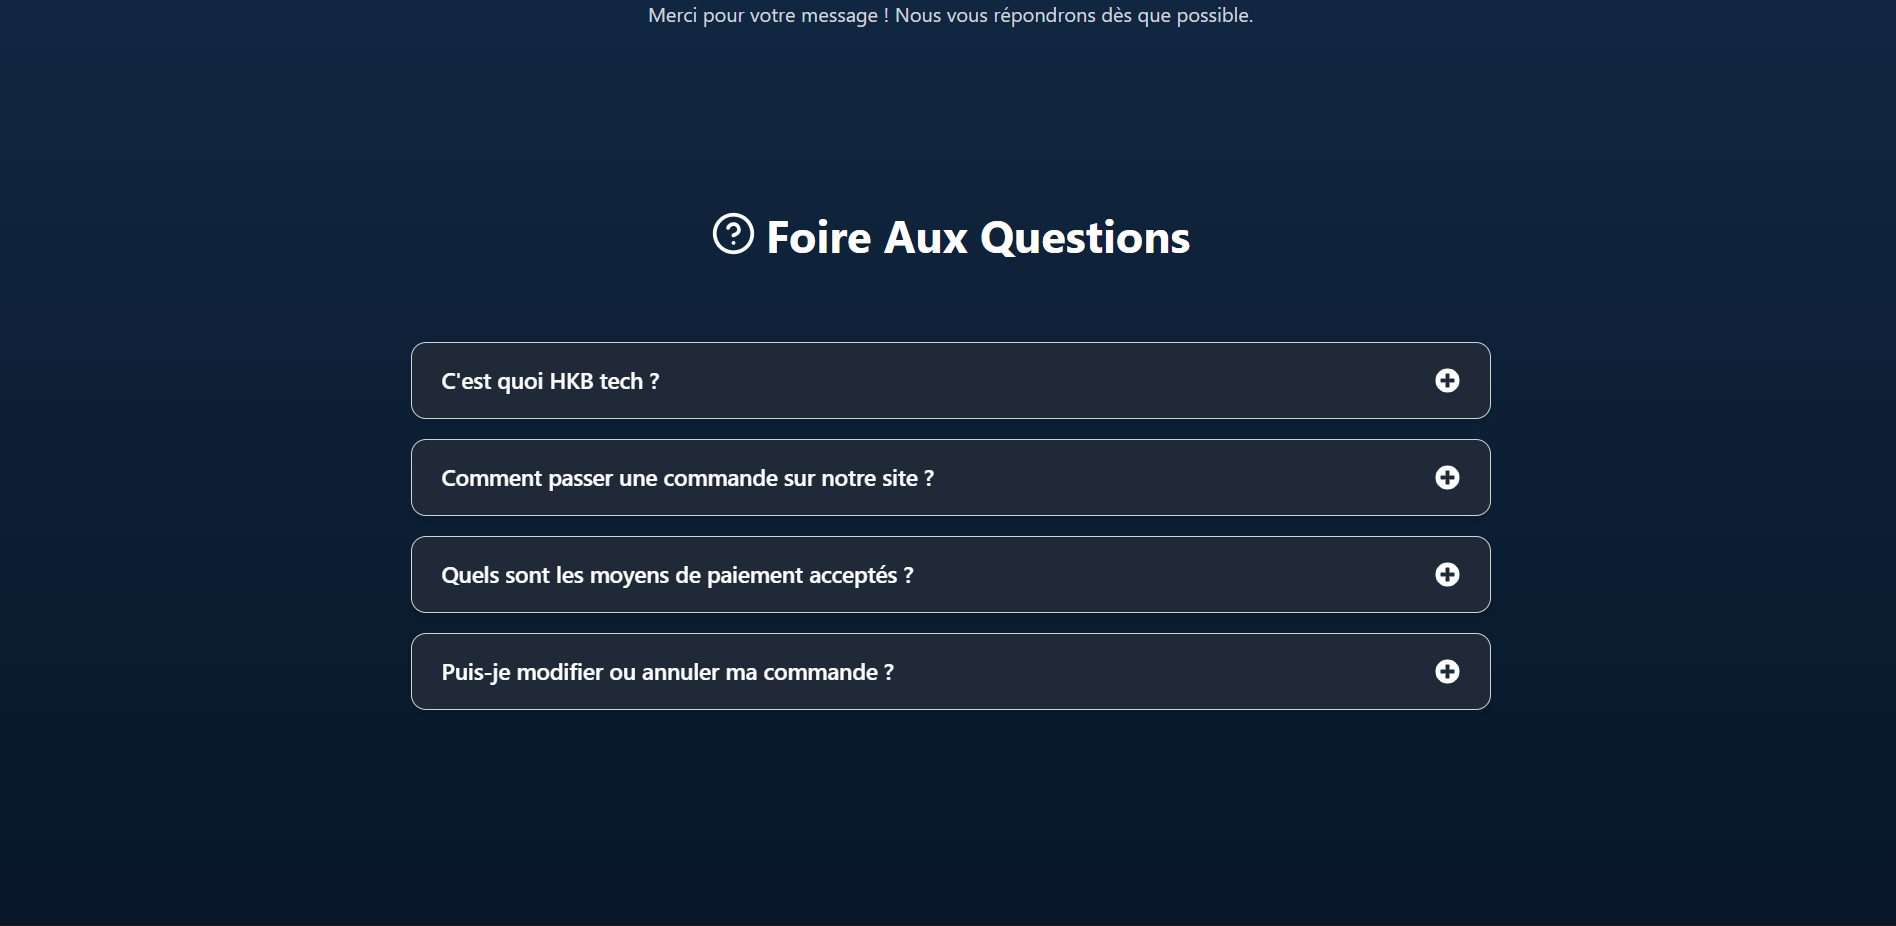 Merci pour votre message ! Nous vous répondrons dès que possible.
Foire Aux Questions
C'est quoi HKB tech ?
Comment passer une commande sur notre site ?
Quels sont les moyens de paiement acceptés ?
Puis-je modifier ou annuler ma commande ?